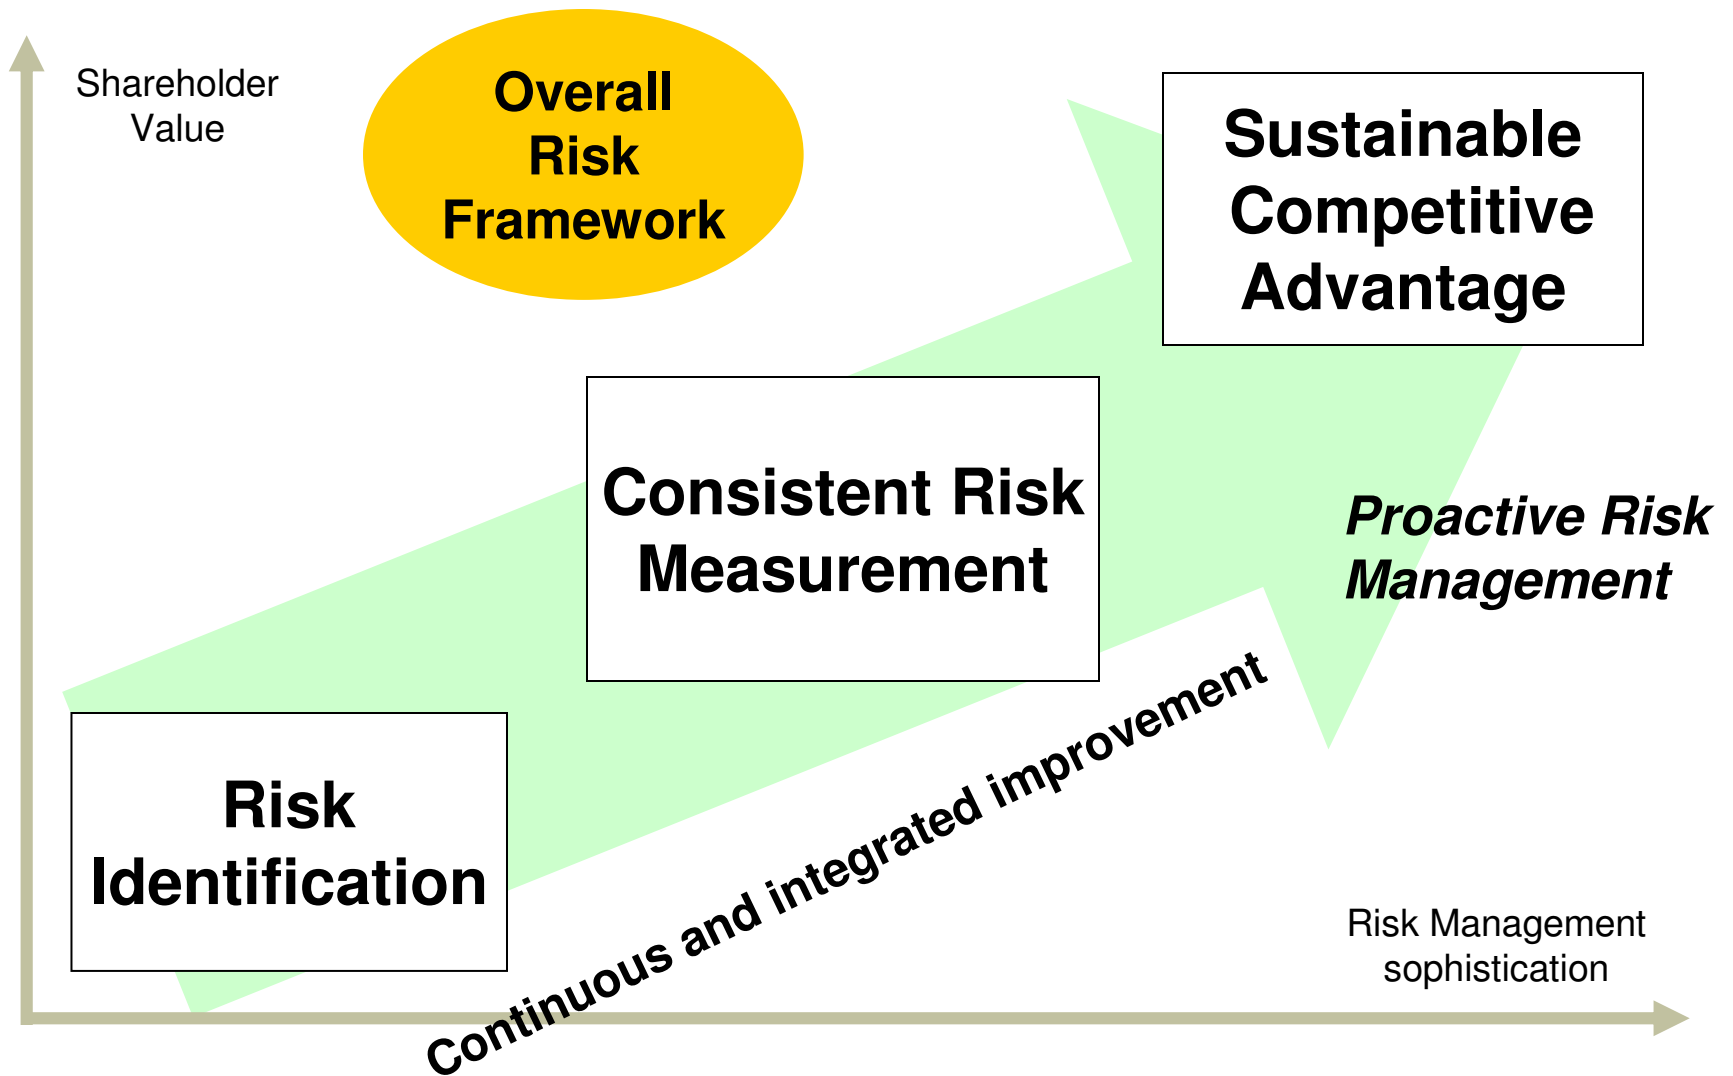 Shareholder
Value
Overall
Risk
Framework
Sustainable
Competitive
Advantage
Consistent Risk
Measurement
Proactive Risk
Management
Risk
Identification
Continuous and integrated improvement
Risk Management
sophistication